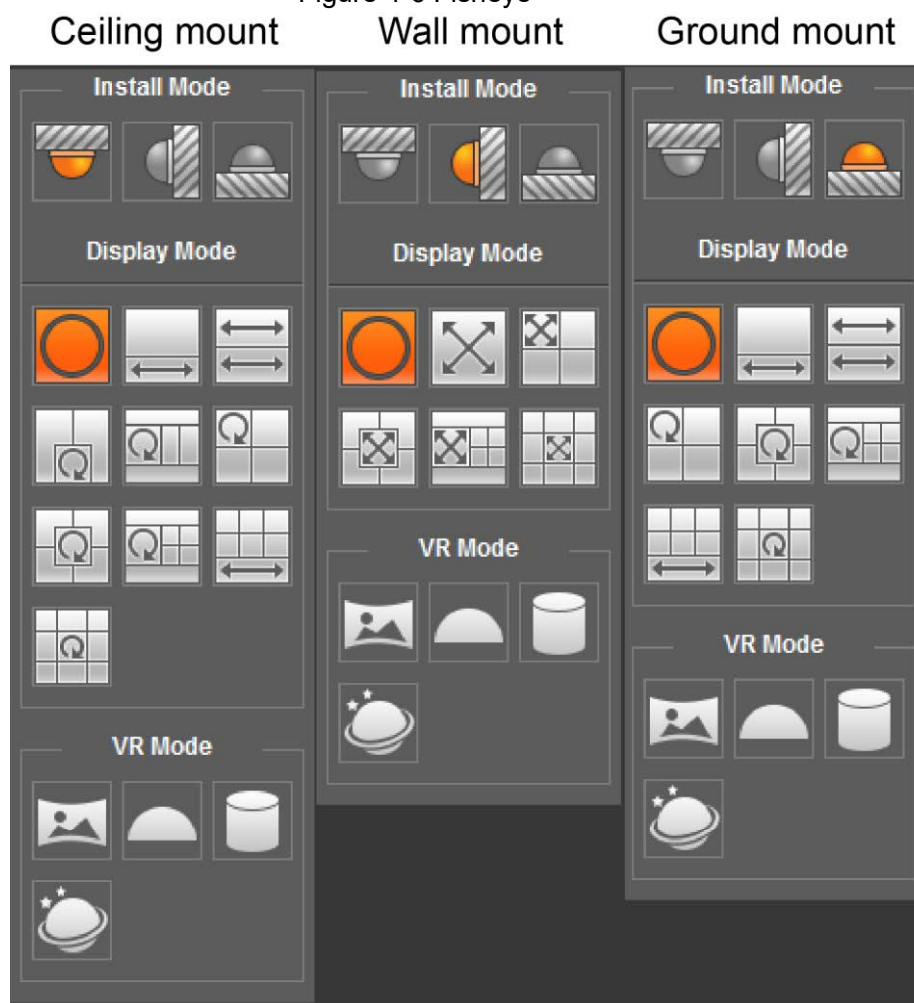 Ceiling mount
Wall mount
Ground mount
Install Mode
Install Mode
Install Mode
Display Mode
Display Mode
Display Mode
VR Mode
VR Mode
VR Mode